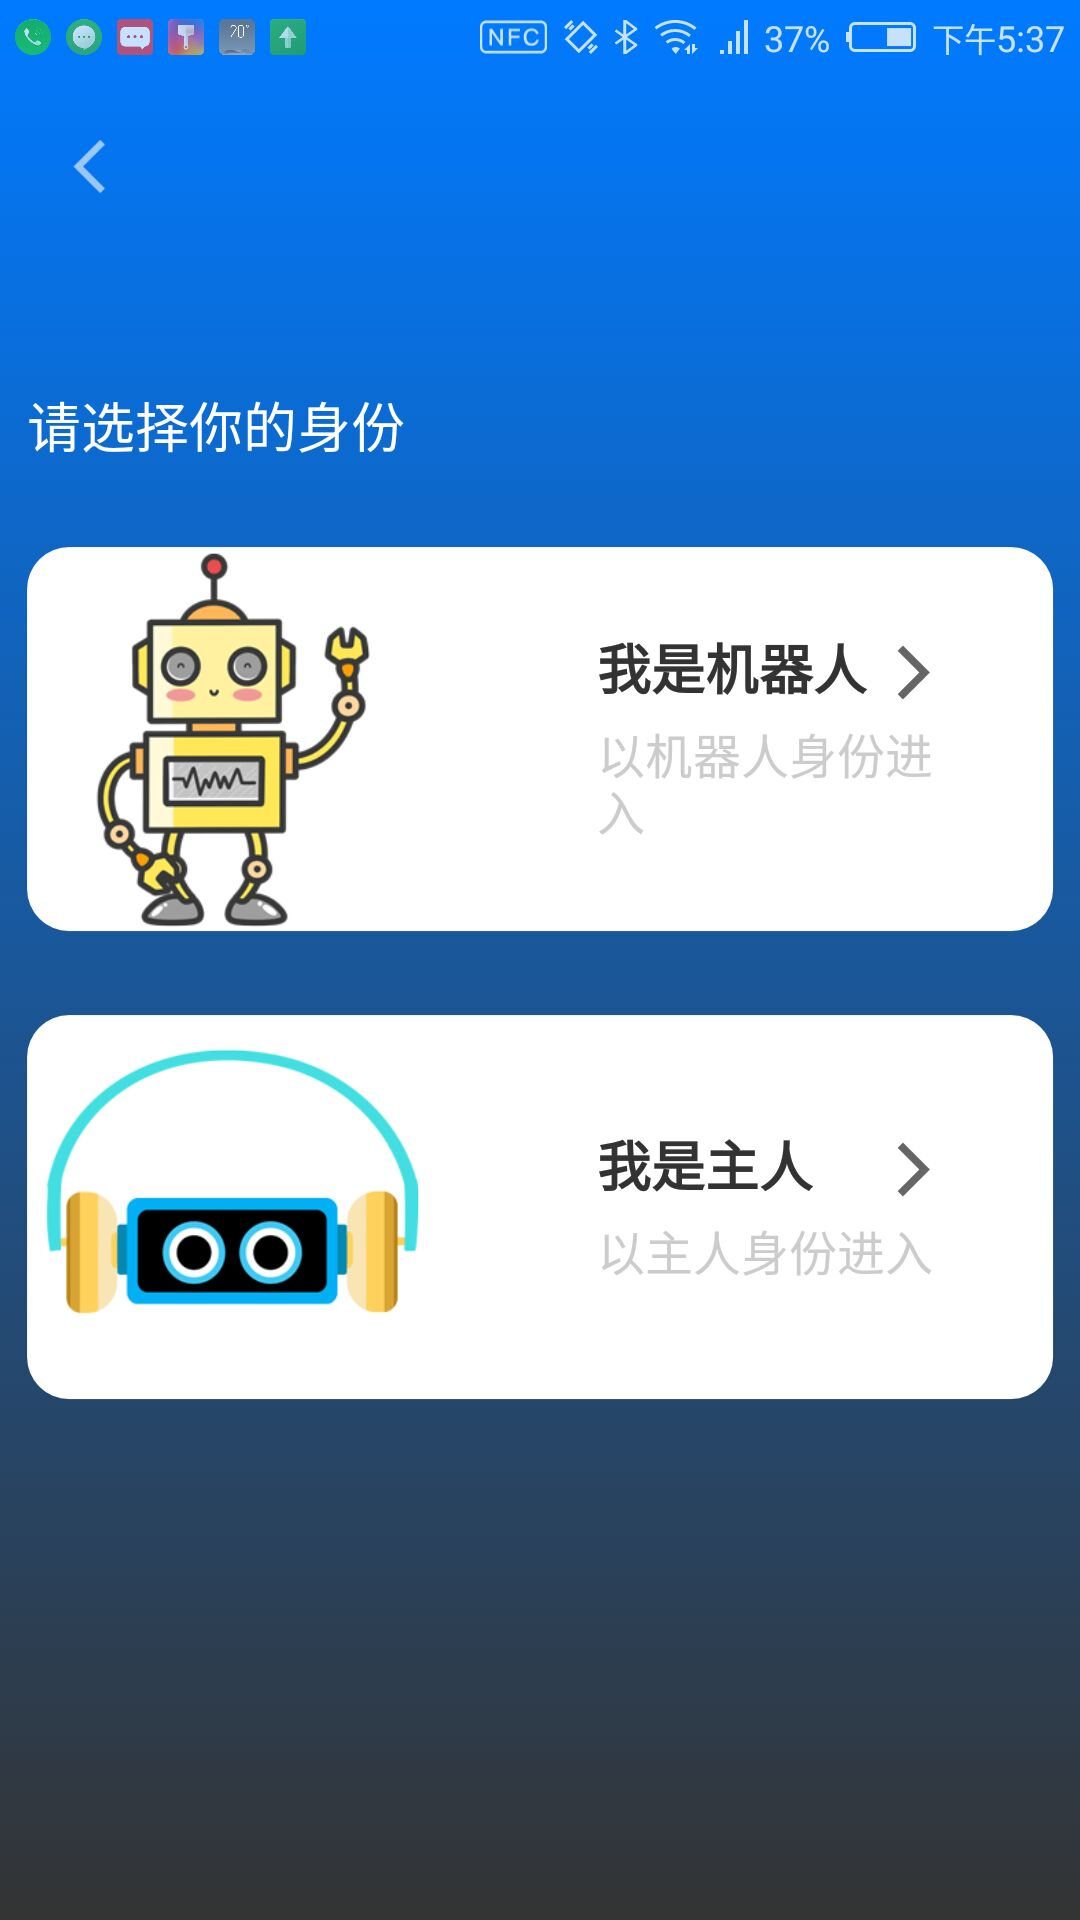 NFC 37% 下午5:37
请选择你的身份
我是机器人
以机器人身份进
入
我是主人
以主人身份进入